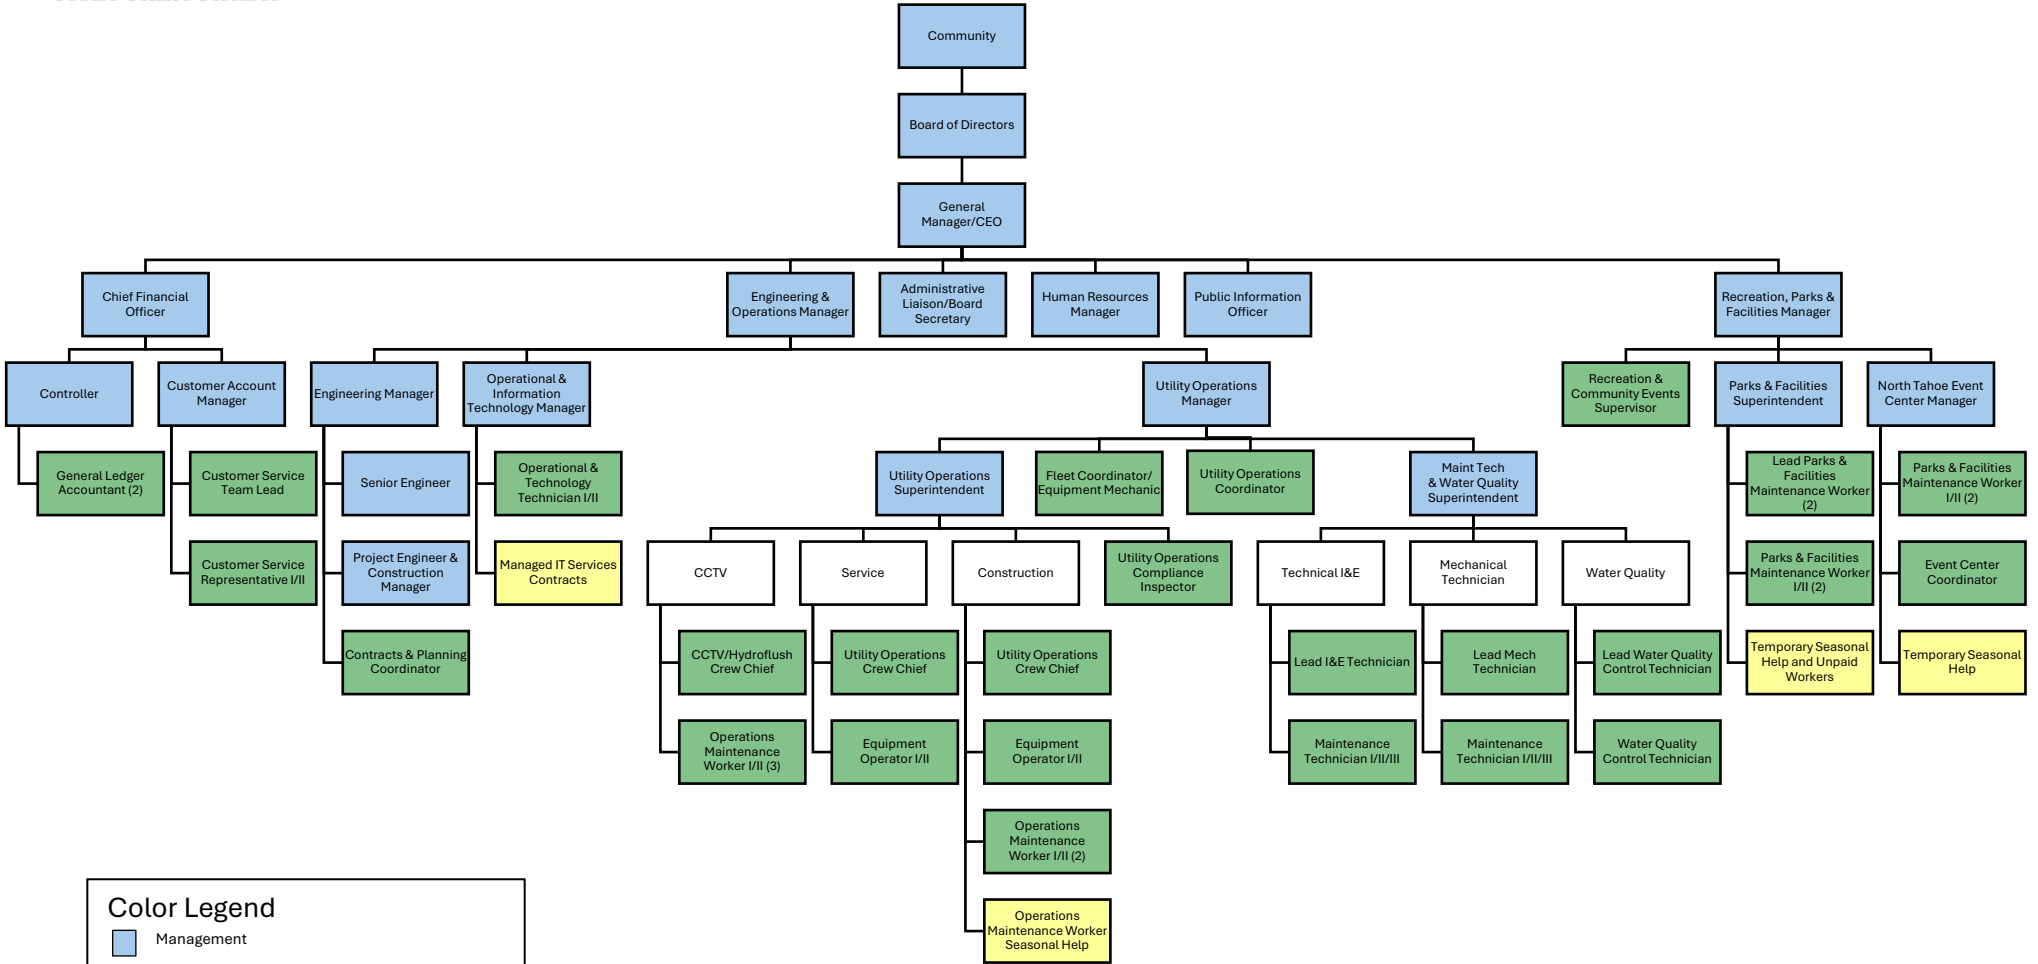 Community
Board of Directors
General
Manager/CEO
Chief Financial
Officer
Engineering &
Operations Manager
Administrative
Liaison/Board
Secretary
Human Resources
Manager
Public Information
Officer
Recreation, Parks &
Facilities Manager
Controller
Customer Account
Manager
Engineering Manager
Operational &
Information
Technology Manager
Utility Operations
Manager
Recreation &
Community Events
Supervisor
Parks & Facilities
Superintendent
North Tahoe Event
Center Manager
General Ledger
Accountant (2)
Customer Service
Team Lead
Senior Engineer
Operational &
Technology
Technician I/II
Utility Operations
Superintendent
Fleet Coordinator/
Equipment Mechanic
Utility Operations
Coordinator
Maint Tech
& Water Quality
Superintendent
Lead Parks &
Facilities
Maintenance Worker
(2)
Parks & Facilities
Maintenance Worker
I/II (2)
Customer Service
Representative I/II
Project Engineer &
Construction
Manager
Managed IT Services
Contracts
CCTV
Service
Construction
Utility Operations
Compliance
Inspector
Technical I&E
Mechanical
Technician
Water Quality
Parks & Facilities
Maintenance Worker
I/II (2)
Event Center
Coordinator
Contracts & Planning
Coordinator
CCTV/Hydroflush
Crew Chief
Utility Operations
Crew Chief
Utility Operations
Crew Chief
Lead I&E Technician
Lead Mech
Technician
Lead Water Quality
Control Technician
Temporary Seasonal
Help and Unpaid
Workers
Temporary Seasonal
Help
Operations
Maintenance
Worker I/II (3)
Equipment
Operator I/II
Equipment
Operator I/II
Maintenance
Technician I/II/III
Maintenance
Technician I/II/III
Water Quality
Control Technician
Operations
Maintenance
Worker I/II (2)
Operations
Maintenance Worker
Seasonal Help
Color Legend
Management